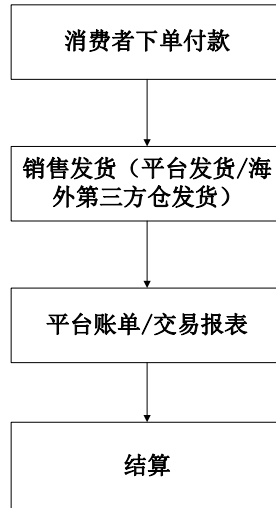 消费者下单付款
销售发货（平台发货/海
外第三方仓发货）
平台账单/交易报表
结算